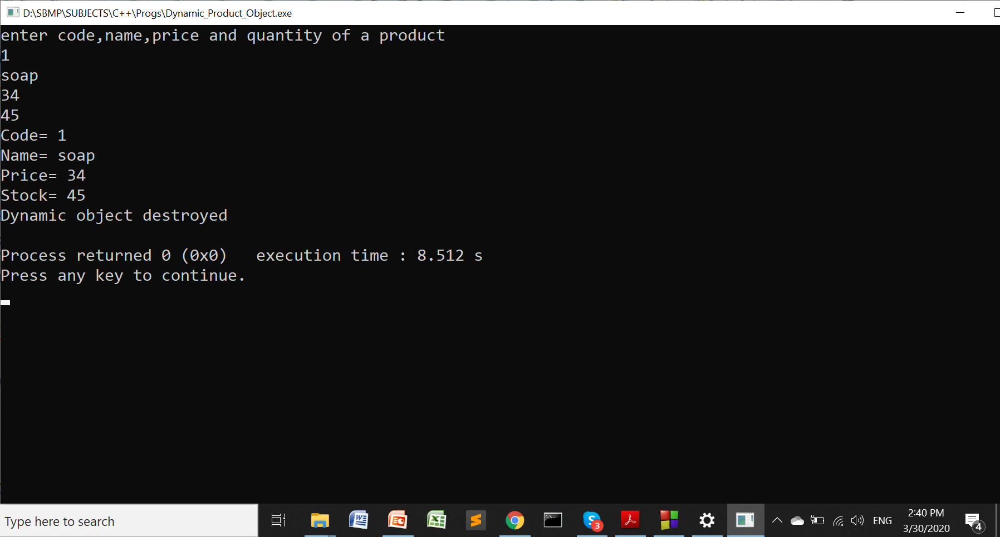 D:\SBMP\SUBJECTS\C++\Progs\Dynamic_Product_Object.exe
enter code,name,price and quantity of a product
1
soap
34
45
Code= 1
Name= soap
Price= 34
Stock= 45
Dynamic object destroyed
Process returned 0 (0x0)   execution time : 8.512 s
Press any key to continue.
Type here to search
3
ENG
2:40 PM
3/30/2020
4